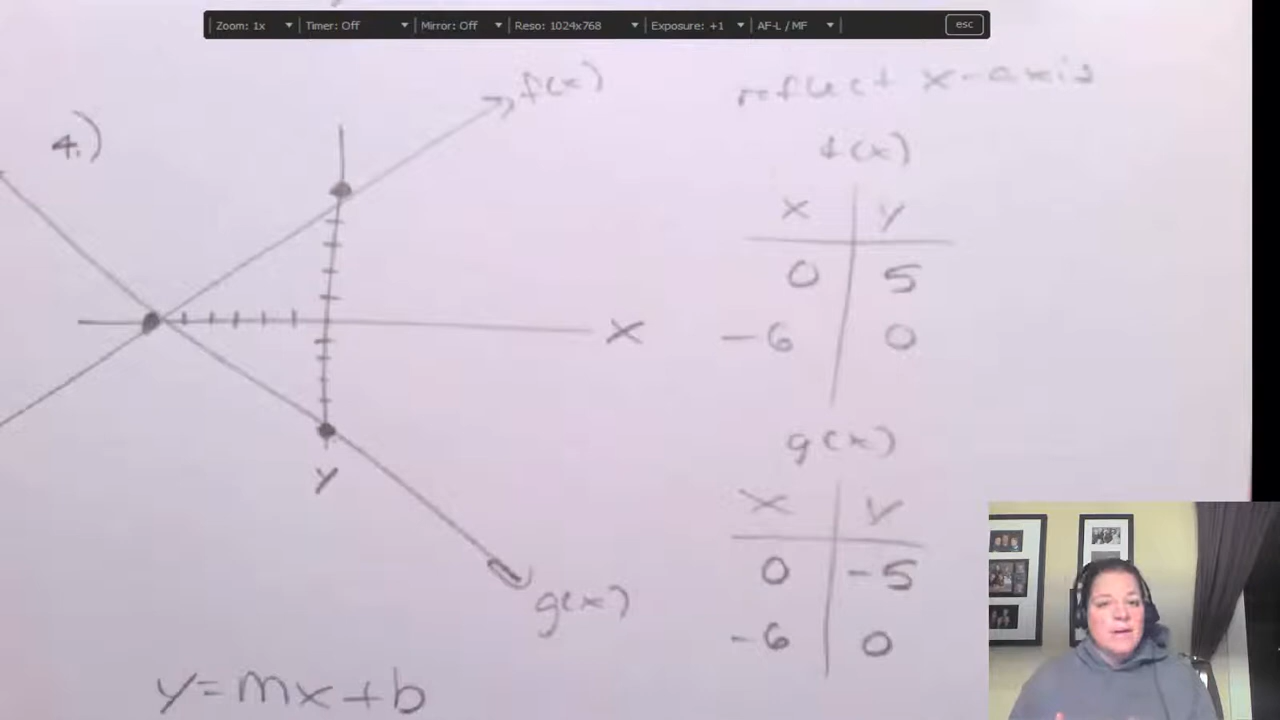 Zoom: 1x Timer: Off Mirror: Off Reso: 1024x768 Exposure: +1 AF-L / MF esc
4.)
f(x)
x
y
g(x)
y=mx+b
reflect x-axis
f(x)
x y
0 5
-6 0
g(x)
x y
0 -5
-6 0